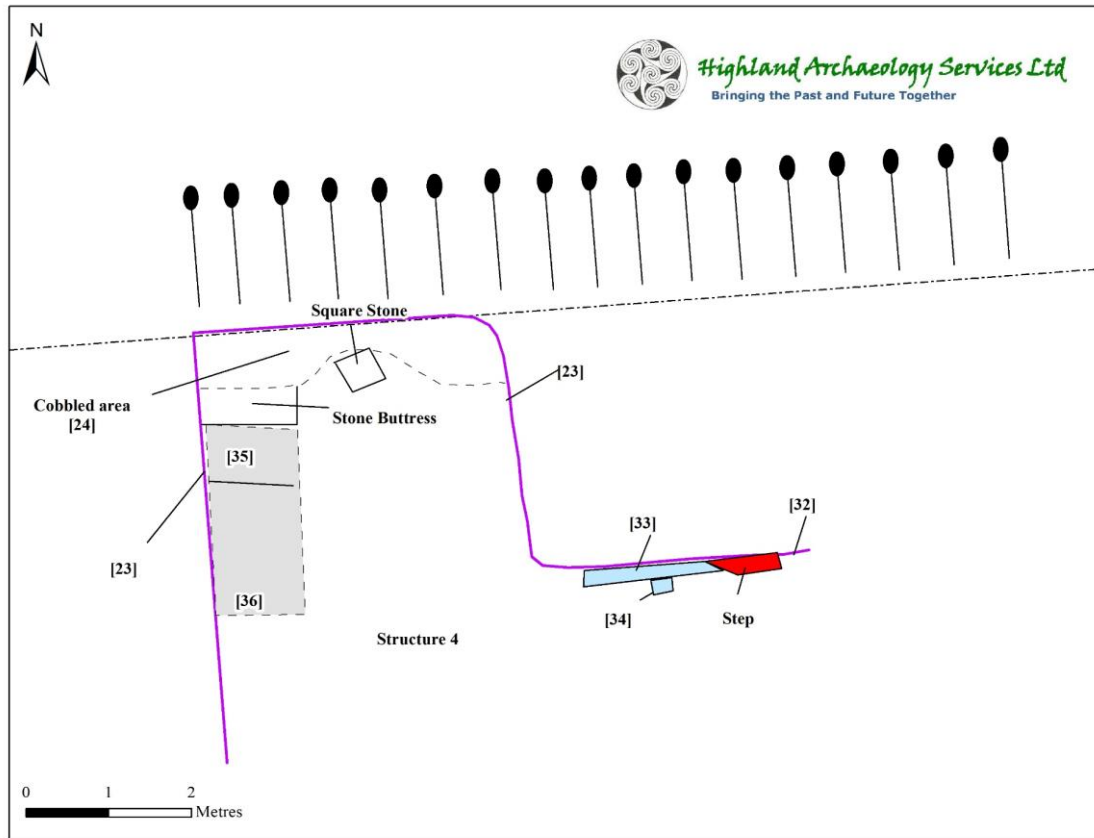 N
Highland Archaeology Services Ltd
Bringing the Past and Future Together
Square Stone
[23]
Cobbled area
[24]
Stone Buttress
[35]
[33]
[32]
[23]
[36]
[34]
Step
Structure 4
0 1 2
Metres